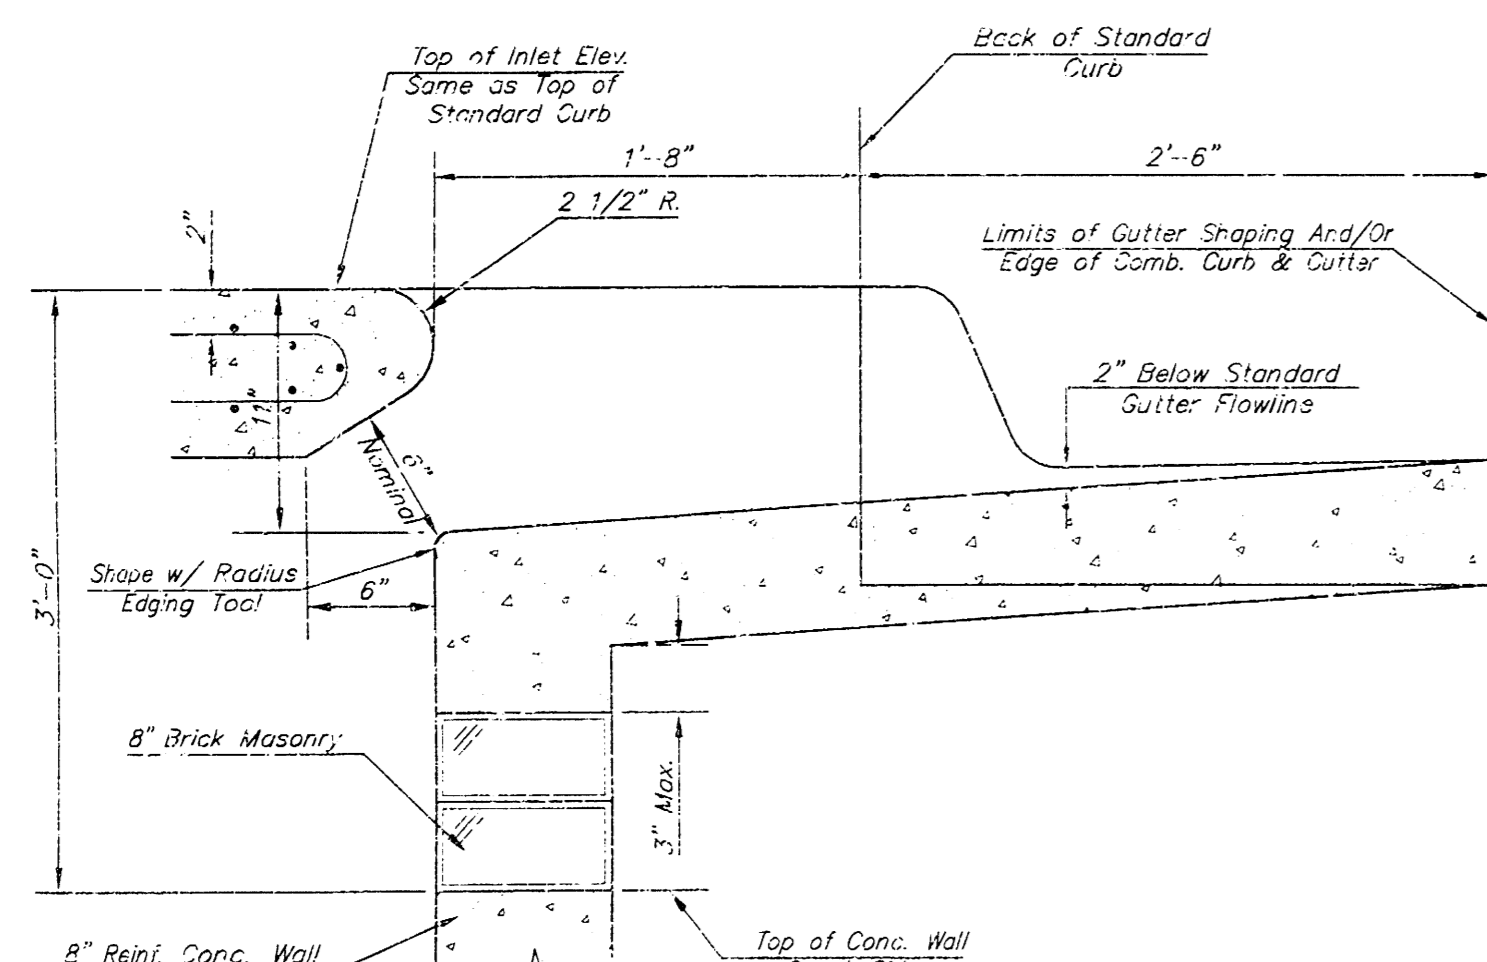 Top of Inlet Elev.
Same as Top of
Standard Curb
Back of Standard
Curb
1'-8"
2'-6"
2 1/2" R.
2"
Limits of Gutter Shaping And/Or
Edge of Comb. Curb & Gutter
2" Below Standard
Gutter Flowline
11"
6"
Nominal
3'-0"
Shape w/ Radius
Edging Tool
6"
8" Brick Masonry
3" Max.
8" Reinf. Conc. Wall
Top of Conc. Wall